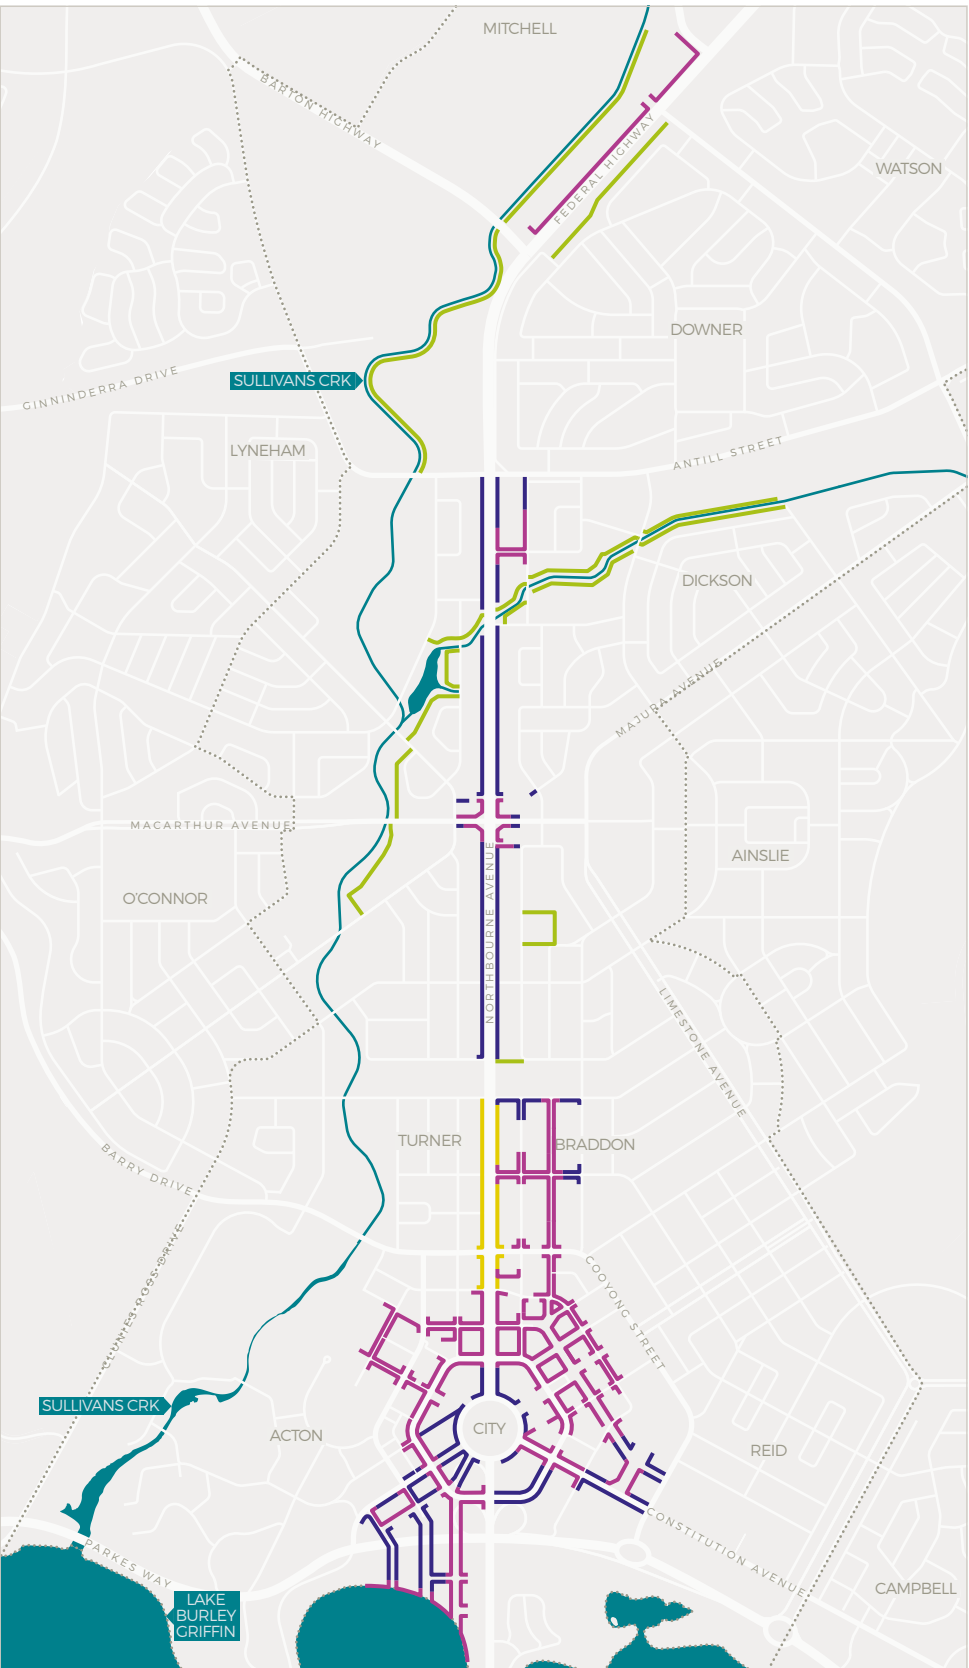 MITCHELL
BARTON HIGHWAY
FEDERAL HIGHWAY
WATSON
DOWNER
GINNINDERRA DRIVE
SULLIVANS CRK
LYNEHAM
ANTILL STREET
DICKSON
MAJURA AVENUE
MACARTHUR AVENUE
AINSLIE
O'CONNOR
NORTHBOURNE AVENUE
LIMESTONE AVENUE
TURNER
BRADDON
BARRY DRIVE
CLUNIES ROSS DRIVE
COOYONG STREET
SULLIVANS CRK
ACTON
CITY
REID
CONSTITUTION AVENUE
PARKES WAY
LAKE
BURLEY
GRIFFIN
CAMPBELL